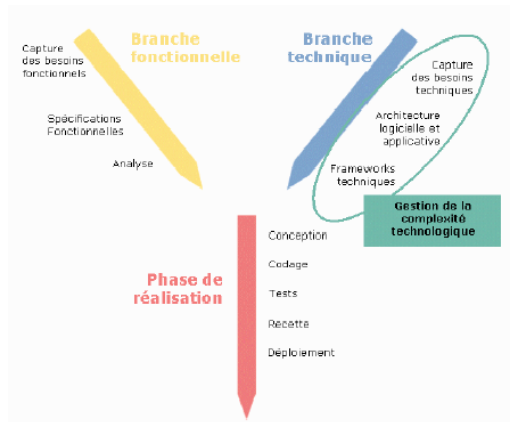 Branche
fonctionnelle
Capture
des besoins
fonctionnels
Spécifications
Fonctionnelles
Analyse
Branche
technique
Capture
des besoins
techniques
Architecture
logicielle et
applicative
Frameworks
techniques
Gestion de la
complexité
technologique
Phase de
réalisation
Conception
Codage
Tests
Recette
Déploiement